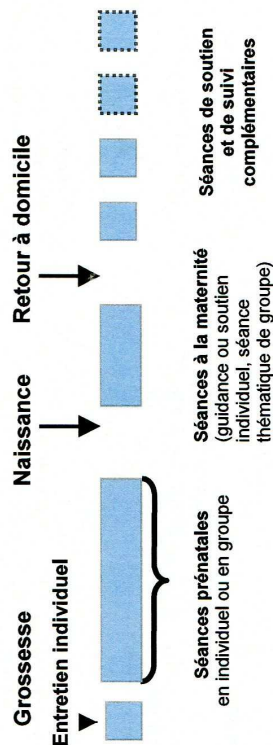 Grossesse
Naissance
Retour à domicile
Entretien individuel
Séances prénatales
en individuel ou en groupe
Séances à la maternité
(guidance ou soutien
individuel, séance
thématique de groupe)
Séances de soutien
et de suivi
complémentaires